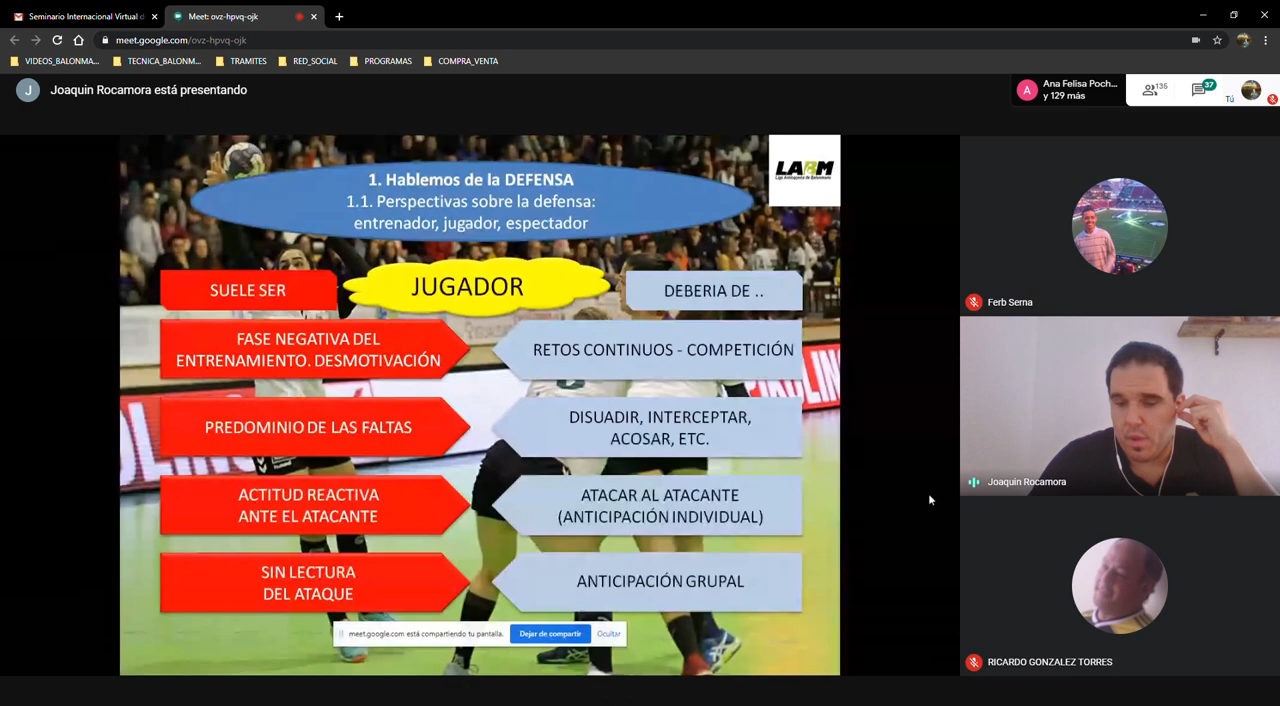 Seminario Internacional Virtual d
Meet: ovz-hpvq-ojk
meet.google.com/ovz-hpvq-ojk
VIDEOS_BALONMA...
TECNICA_BALONM...
TRAMITES
RED_SOCIAL
PROGRAMAS
COMPRA_VENTA
J
Joaquin Rocamora está presentando
A
Ana Felisa Poch...
y 129 más
135
37
Tú
1. Hablemos de la DEFENSA
1.1. Perspectivas sobre la defensa:
entrenador, jugador, espectador
LABM
Liga Antioqueña de Balonmano
SUELE SER
JUGADOR
DEBERIA DE ..
FASE NEGATIVA DEL
ENTRENAMIENTO. DESMOTIVACIÓN
RETOS CONTINUOS - COMPETICIÓN
PREDOMINIO DE LAS FALTAS
DISUADIR, INTERCEPTAR,
ACOSAR, ETC.
ACTITUD REACTIVA
ANTE EL ATACANTE
ATACAR AL ATACANTE
(ANTICIPACIÓN INDIVIDUAL)
SIN LECTURA
DEL ATAQUE
ANTICIPACIÓN GRUPAL
meet.google.com está compartiendo tu pantalla.
Dejar de compartir
Ocultar
Ferb Serna
Joaquin Rocamora
RICARDO GONZALEZ TORRES